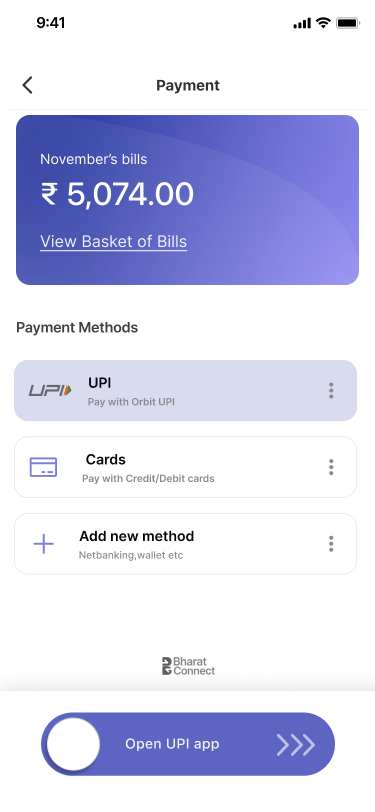 9:41
Payment
November's bills
₹ 5,074.00
View Basket of Bills
Payment Methods
UPI
UPI
Pay with Orbit UPI
Cards
Pay with Credit/Debit cards
Add new method
Netbanking,wallet etc
Bharat
Connect
Open UPI app